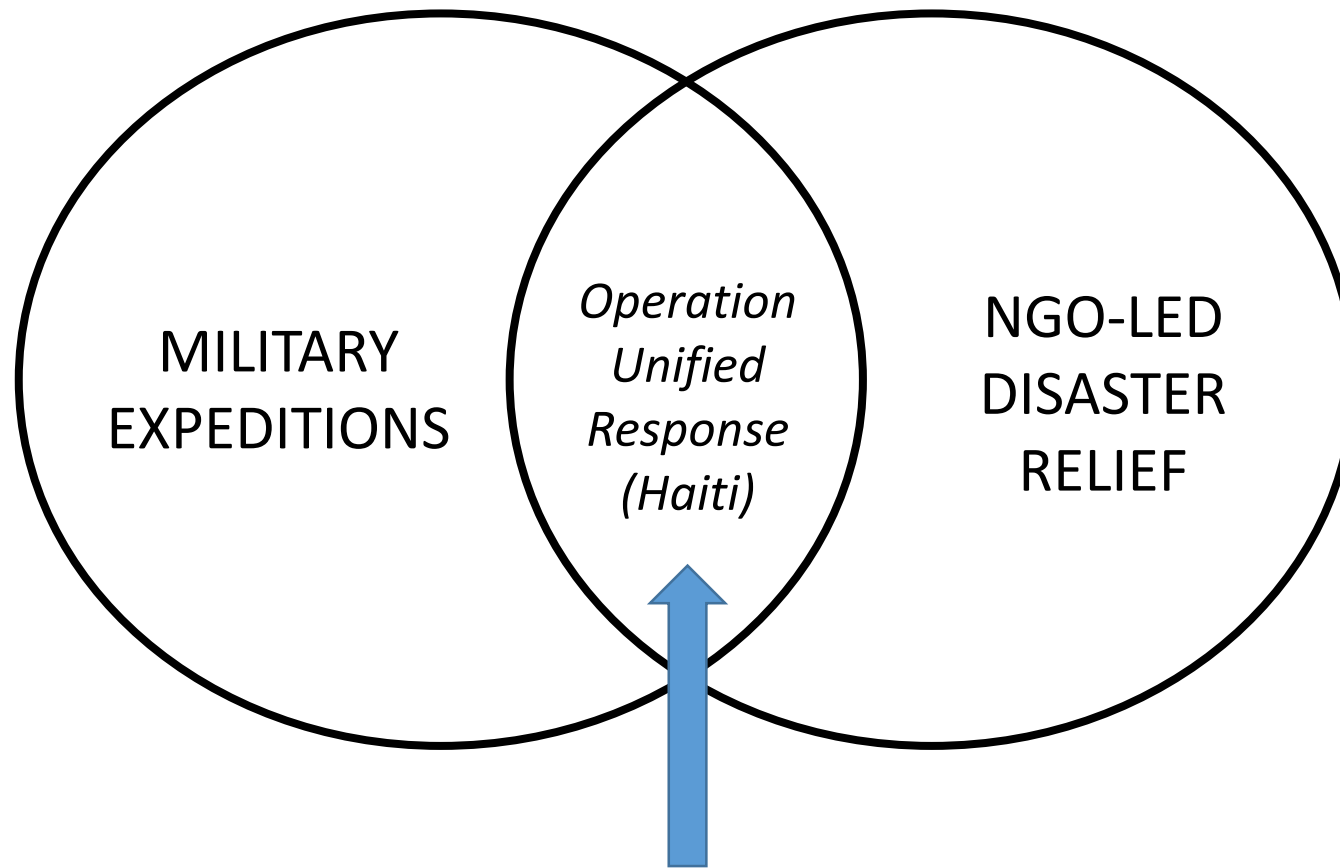 MILITARY
EXPEDITIONS
Operation
Unified
Response
(Haiti)
NGO-LED
DISASTER
RELIEF